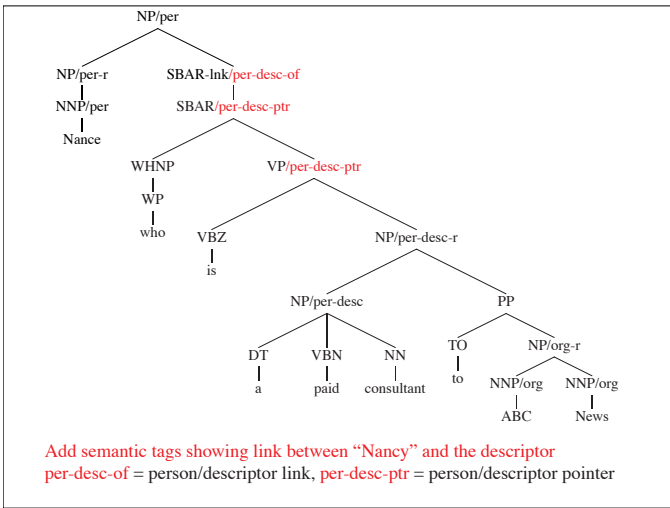 NP/per
NP/per-r SBAR-lnk/per-desc-of
NNP/per SBAR/per-desc-ptr
Nance
WHNP VP/per-desc-ptr
WP
who VBZ NP/per-desc-r
is
NP/per-desc PP
DT VBN NN TO NP/org-r
a paid consultant to NNP/org NNP/org
ABC News
Add semantic tags showing link between “Nancy” and the descriptor
per-desc-of = person/descriptor link, per-desc-ptr = person/descriptor pointer